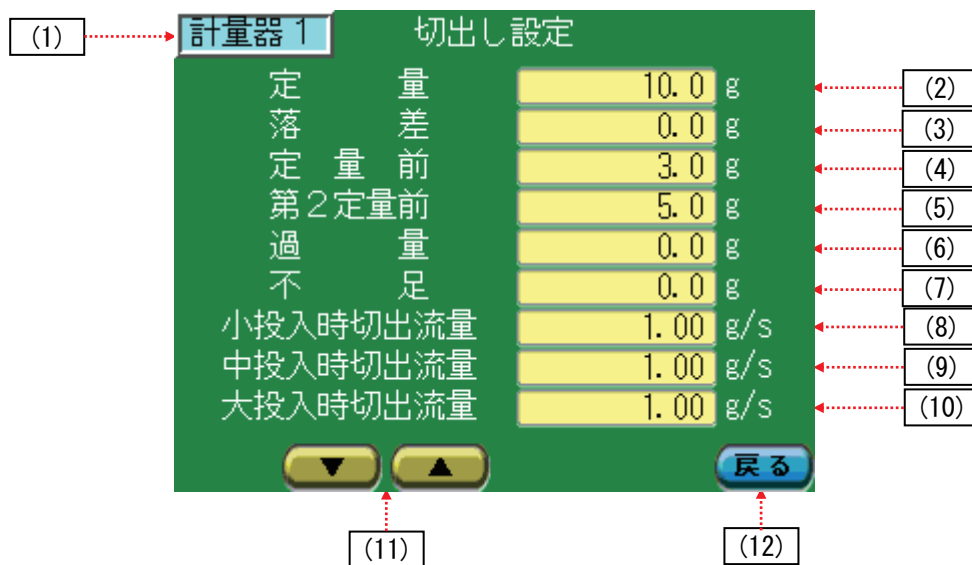 (1) 計量器1 切出し設定
定量 10.0 g (2)
落差 0.0 g (3)
定量前 3.0 g (4)
第2定量前 5.0 g (5)
過量 0.0 g (6)
不足 0.0 g (7)
小投入時切出流量 1.00 g/s (8)
中投入時切出流量 1.00 g/s (9)
大投入時切出流量 1.00 g/s (10)
▼ ▲ 戻る
(11) (12)